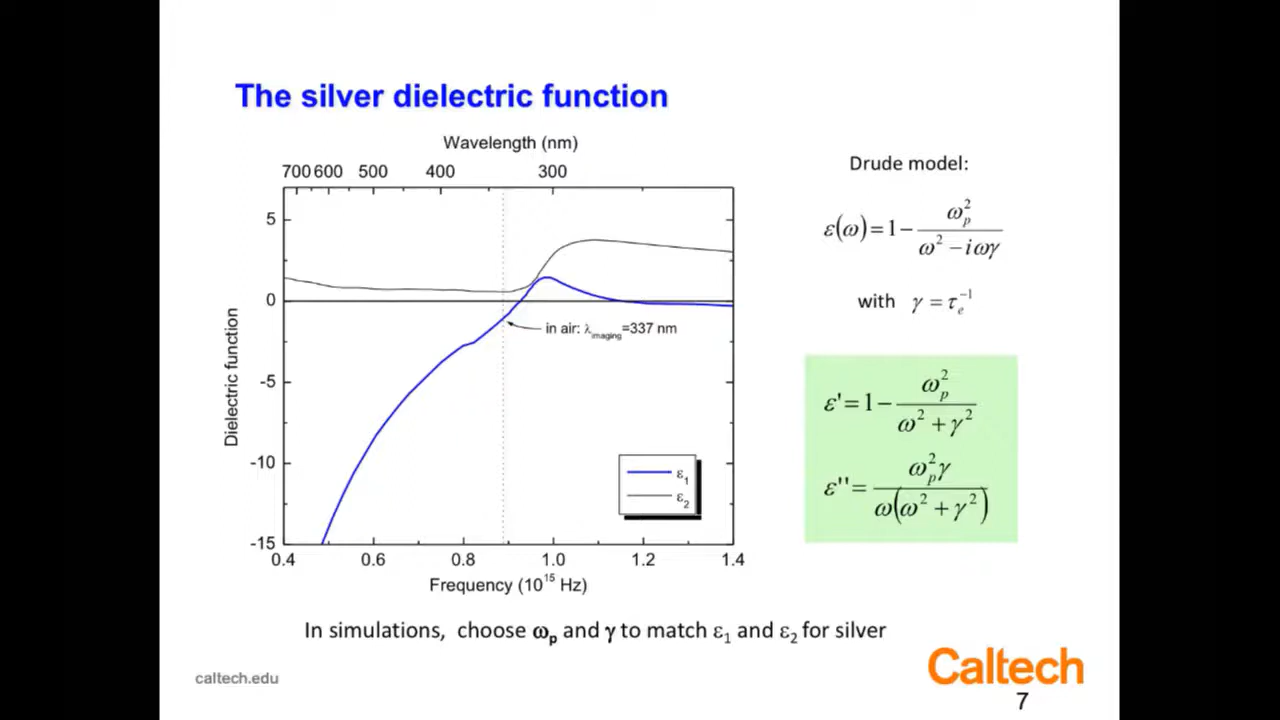 The silver dielectric function
Wavelength (nm)
700 600 500 400 300
5
0
-5
-10
-15
Dielectric function
in air: λimaging=337 nm
ε1
ε2
0.4 0.6 0.8 1.0 1.2 1.4
Frequency (10¹⁵ Hz)
Drude model:
ε(ω)=1−ωp²/(ω²−iωγ)
with γ=τe⁻¹
ε'=1−ωp²/(ω²+γ²)
ε''=ωp²γ/(ω(ω²+γ²))
In simulations, choose ωp and γ to match ε1 and ε2 for silver
caltech.edu
Caltech
7